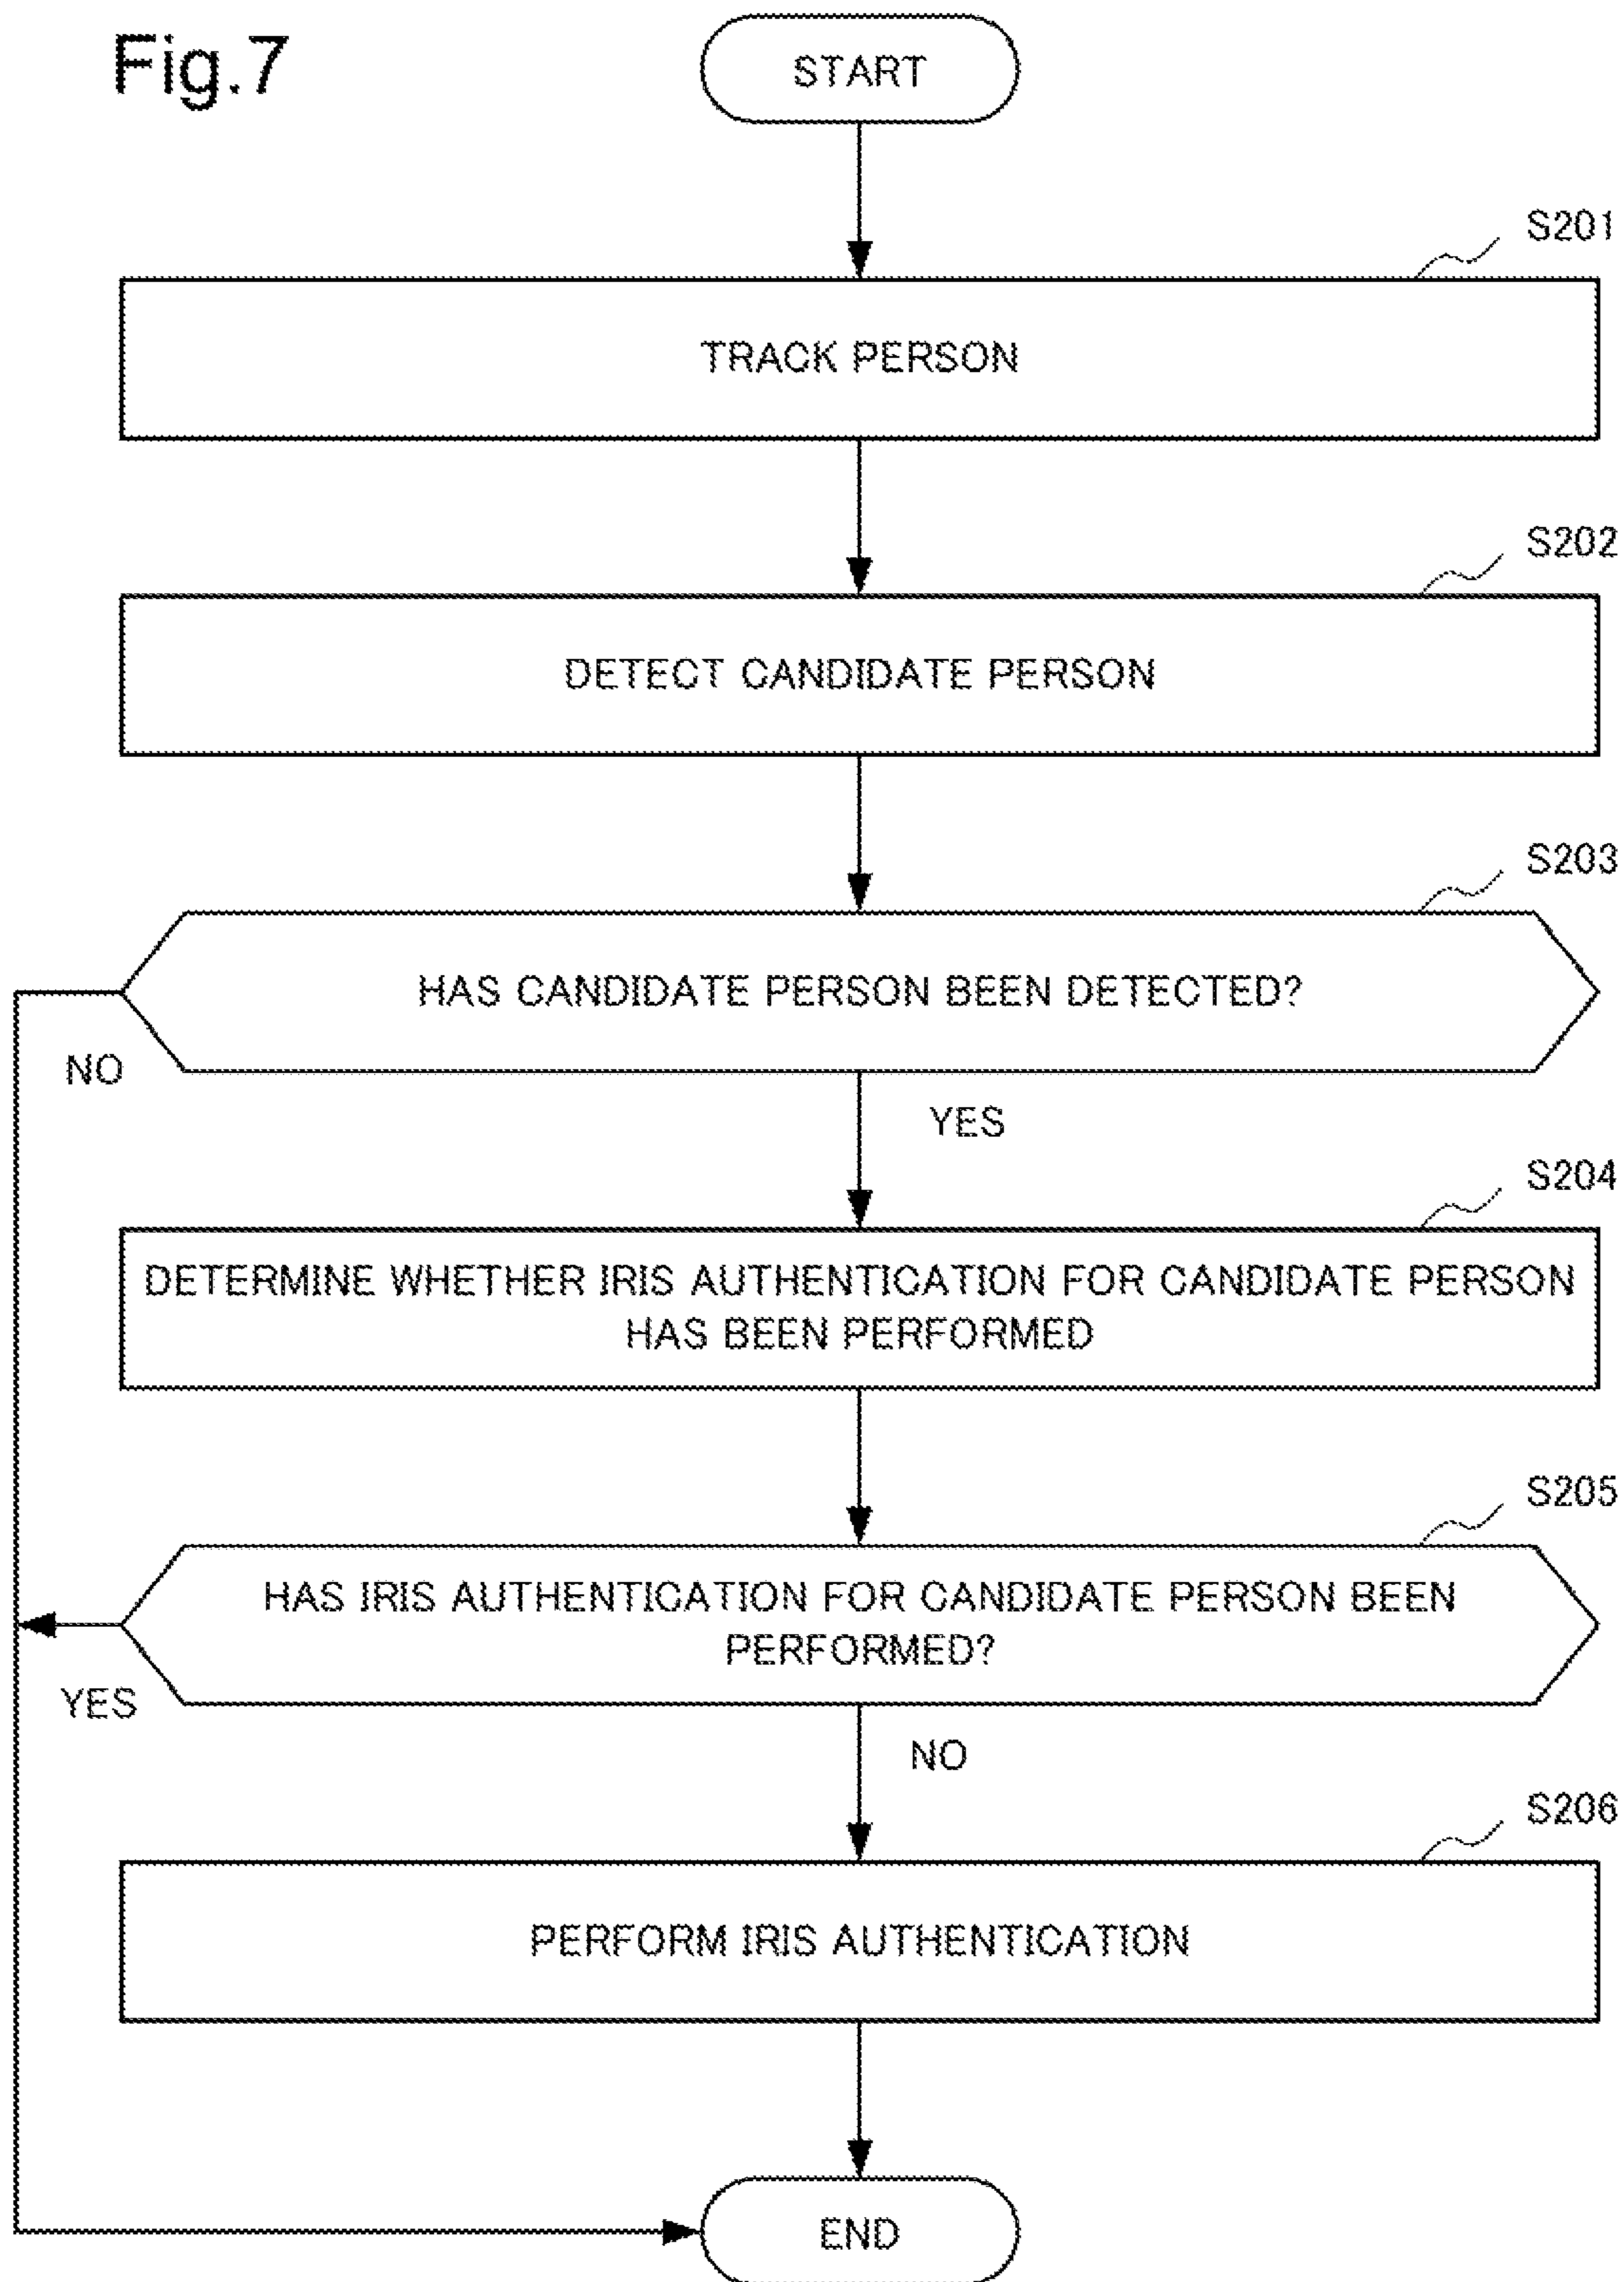 Fig.7
START
S201
TRACK PERSON
S202
DETECT CANDIDATE PERSON
S203
HAS CANDIDATE PERSON BEEN DETECTED?
NO
YES
S204
DETERMINE WHETHER IRIS AUTHENTICATION FOR CANDIDATE PERSON
HAS BEEN PERFORMED
S205
HAS IRIS AUTHENTICATION FOR CANDIDATE PERSON BEEN
PERFORMED?
YES
NO
S206
PERFORM IRIS AUTHENTICATION
END